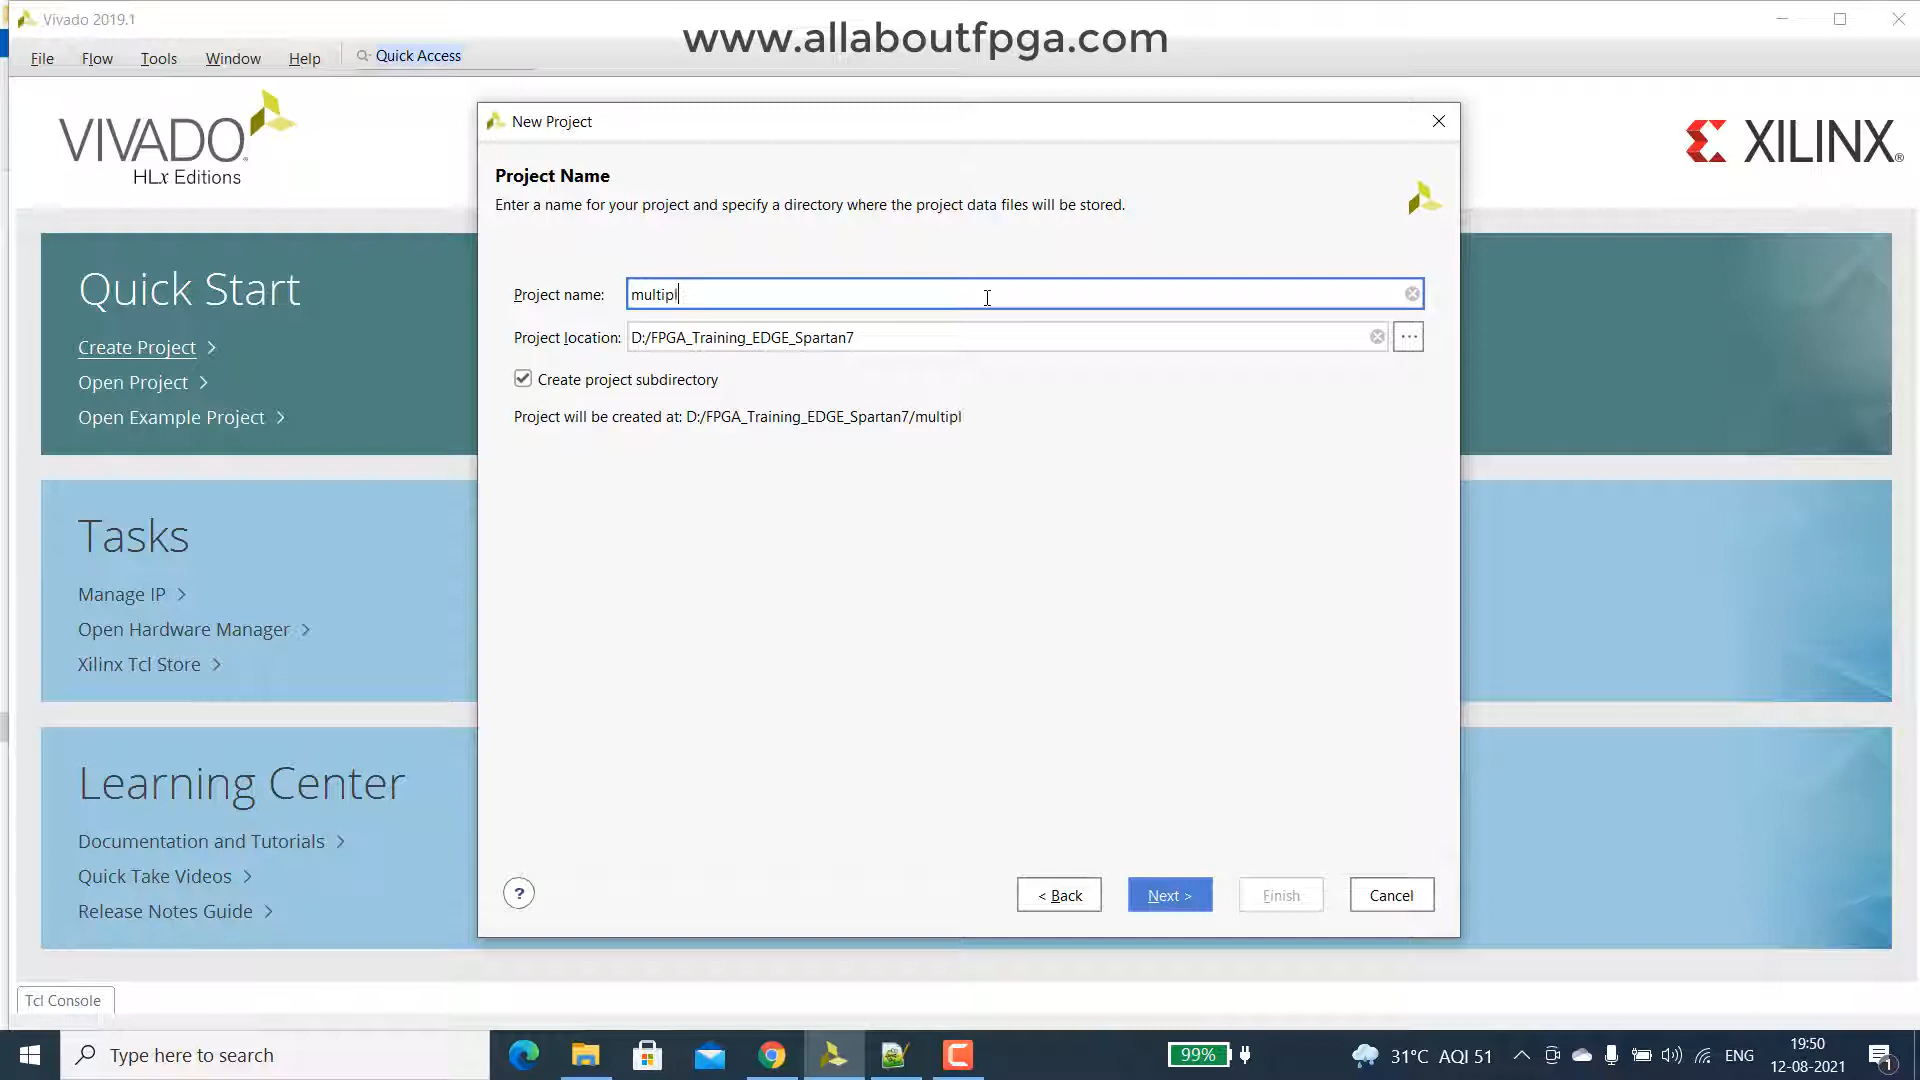 Vivado 2019.1
www.allaboutfpga.com
File Flow Tools Window Help Quick Access
VIVADO
HLx Editions
XILINX
New Project
Project Name
Enter a name for your project and specify a directory where the project data files will be stored.
Project name: multipl
Project location: D:/FPGA_Training_EDGE_Spartan7
Create project subdirectory
Project will be created at: D:/FPGA_Training_EDGE_Spartan7/multipl
? < Back Next > Finish Cancel
Quick Start
Create Project >
Open Project >
Open Example Project >
Tasks
Manage IP >
Open Hardware Manager >
Xilinx Tcl Store >
Learning Center
Documentation and Tutorials >
Quick Take Videos >
Release Notes Guide >
Tcl Console
Type here to search
99%
31°C AQI 51
ENG
19:50
12-08-2021
1